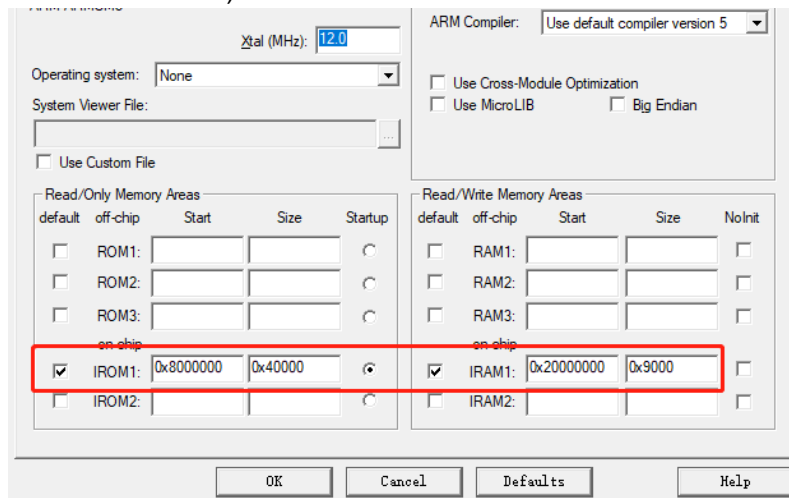 ARM Compiler: Use default compiler version 5
Xtal (MHz): 12.0
Operating system: None
System Viewer File:
...
Use Custom File
Use Cross-Module Optimization
Use MicroLIB Big Endian
Read/Only Memory Areas
default off-chip Start Size Startup
ROM1:
ROM2:
ROM3:
on-chip
IROM1: 0x8000000 0x40000
IROM2:
Read/Write Memory Areas
default off-chip Start Size NoInit
RAM1:
RAM2:
RAM3:
on-chip
IRAM1: 0x20000000 0x9000
IRAM2:
OK Cancel Defaults Help